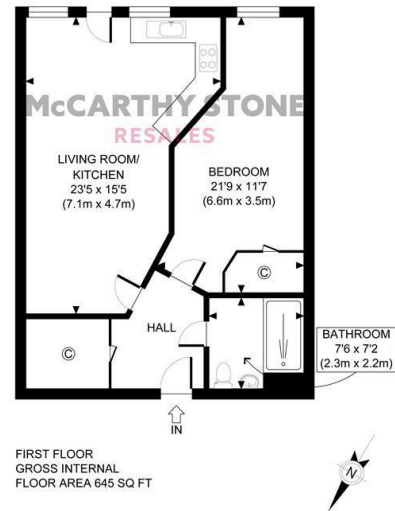 McCARTHY STONE
RESALES
LIVING ROOM/
KITCHEN
23'5 x 15'5
(7.1m x 4.7m)
BEDROOM
21'9 x 11'7
(6.6m x 3.5m)
C
HALL
C
BATHROOM
7'6 x 7'2
(2.3m x 2.2m)
IN
FIRST FLOOR
GROSS INTERNAL
FLOOR AREA 645 SQ FT
N